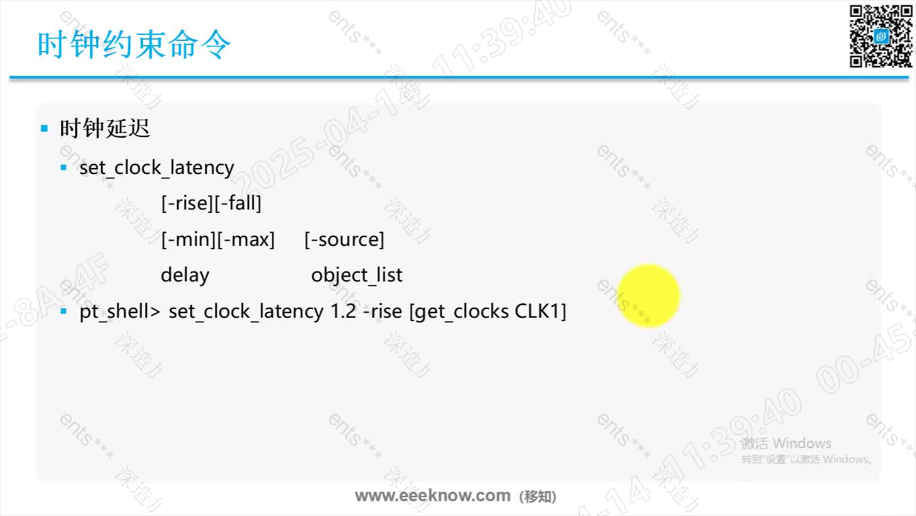 时钟约束命令
时钟延迟
set_clock_latency
[-rise][-fall]
[-min][-max] [-source]
delay object_list
pt_shell> set_clock_latency 1.2 -rise [get_clocks CLK1]
激活 Windows
转到"设置"以激活 Windows。
www.eeeknow.com（移知）
ents***
深造力
2025-04-14 11:39:40